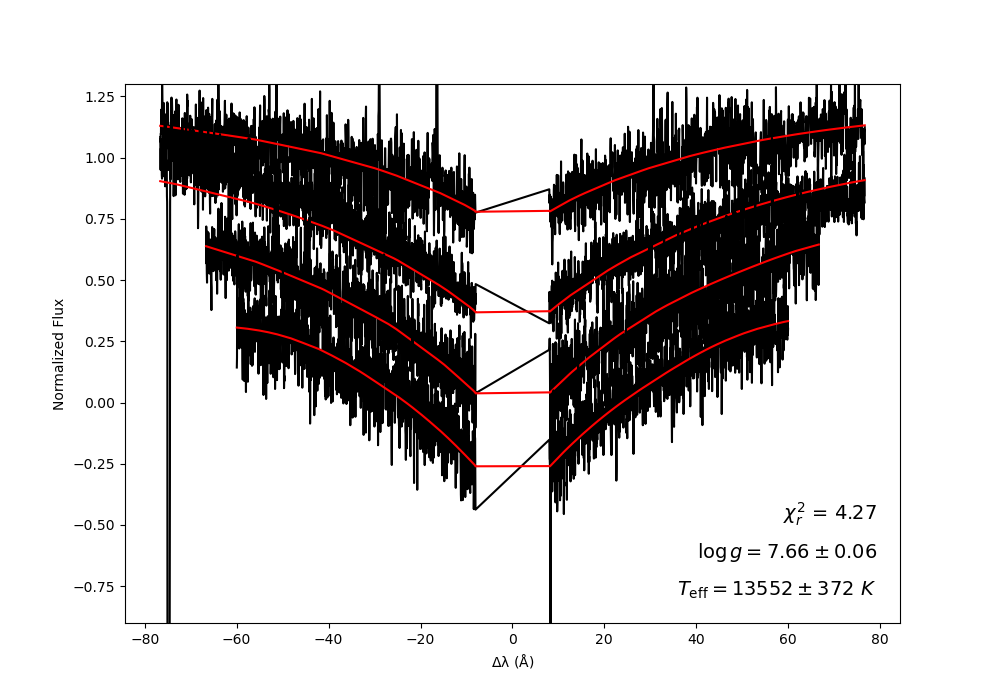 1.25
1.00
0.75
0.50
0.25
0.00
−0.25
−0.50
−0.75
Normalized Flux
χ²ᵣ = 4.27
log g = 7.66 ± 0.06
T_eff = 13552 ± 372 K
−80 −60 −40 −20 0 20 40 60 80
Δλ (Å)